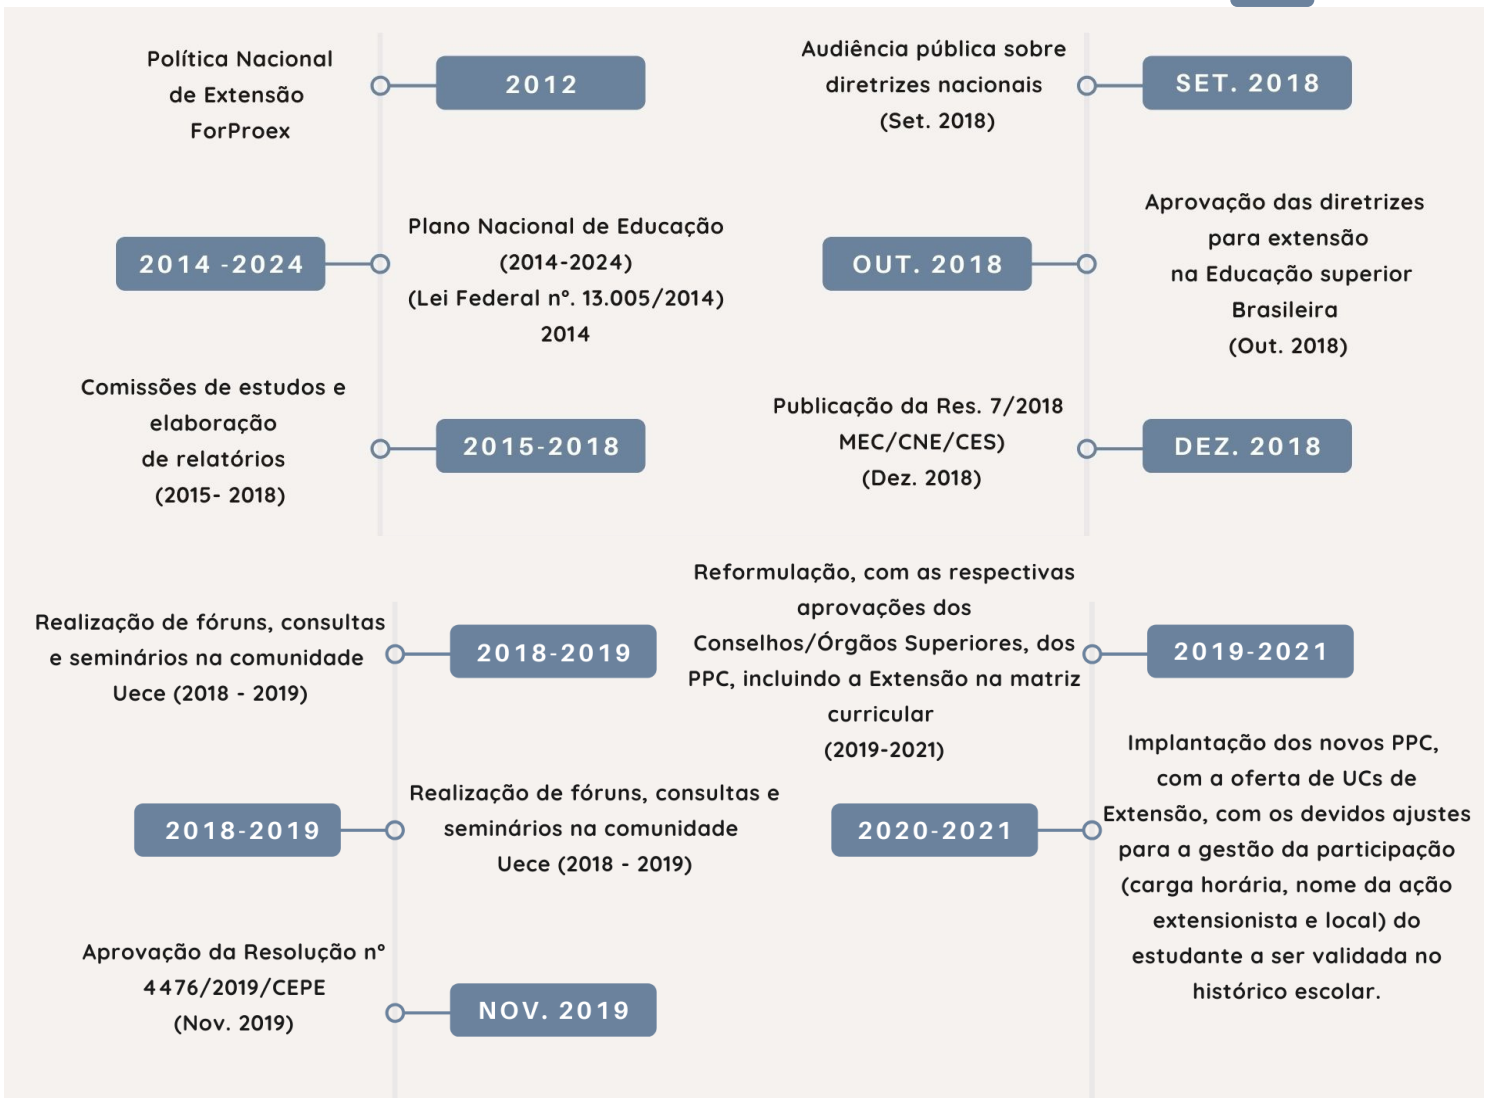 Política Nacional
de Extensão
ForProex
2012
2014 -2024
Plano Nacional de Educação
(2014-2024)
(Lei Federal nº. 13.005/2014)
2014
Comissões de estudos e
elaboração
de relatórios
(2015- 2018)
2015-2018
Audiência pública sobre
diretrizes nacionais
(Set. 2018)
SET. 2018
OUT. 2018
Aprovação das diretrizes
para extensão
na Educação superior
Brasileira
(Out. 2018)
Publicação da Res. 7/2018
MEC/CNE/CES)
(Dez. 2018)
DEZ. 2018
Realização de fóruns, consultas
e seminários na comunidade
Uece (2018 - 2019)
2018-2019
2018-2019
Realização de fóruns, consultas e
seminários na comunidade
Uece (2018 - 2019)
Aprovação da Resolução nº
4476/2019/CEPE
(Nov. 2019)
NOV. 2019
Reformulação, com as respectivas
aprovações dos
Conselhos/Órgãos Superiores, dos
PPC, incluindo a Extensão na matriz
curricular
(2019-2021)
2019-2021
2020-2021
Implantação dos novos PPC,
com a oferta de UCs de
Extensão, com os devidos ajustes
para a gestão da participação
(carga horária, nome da ação
extensionista e local) do
estudante a ser validada no
histórico escolar.